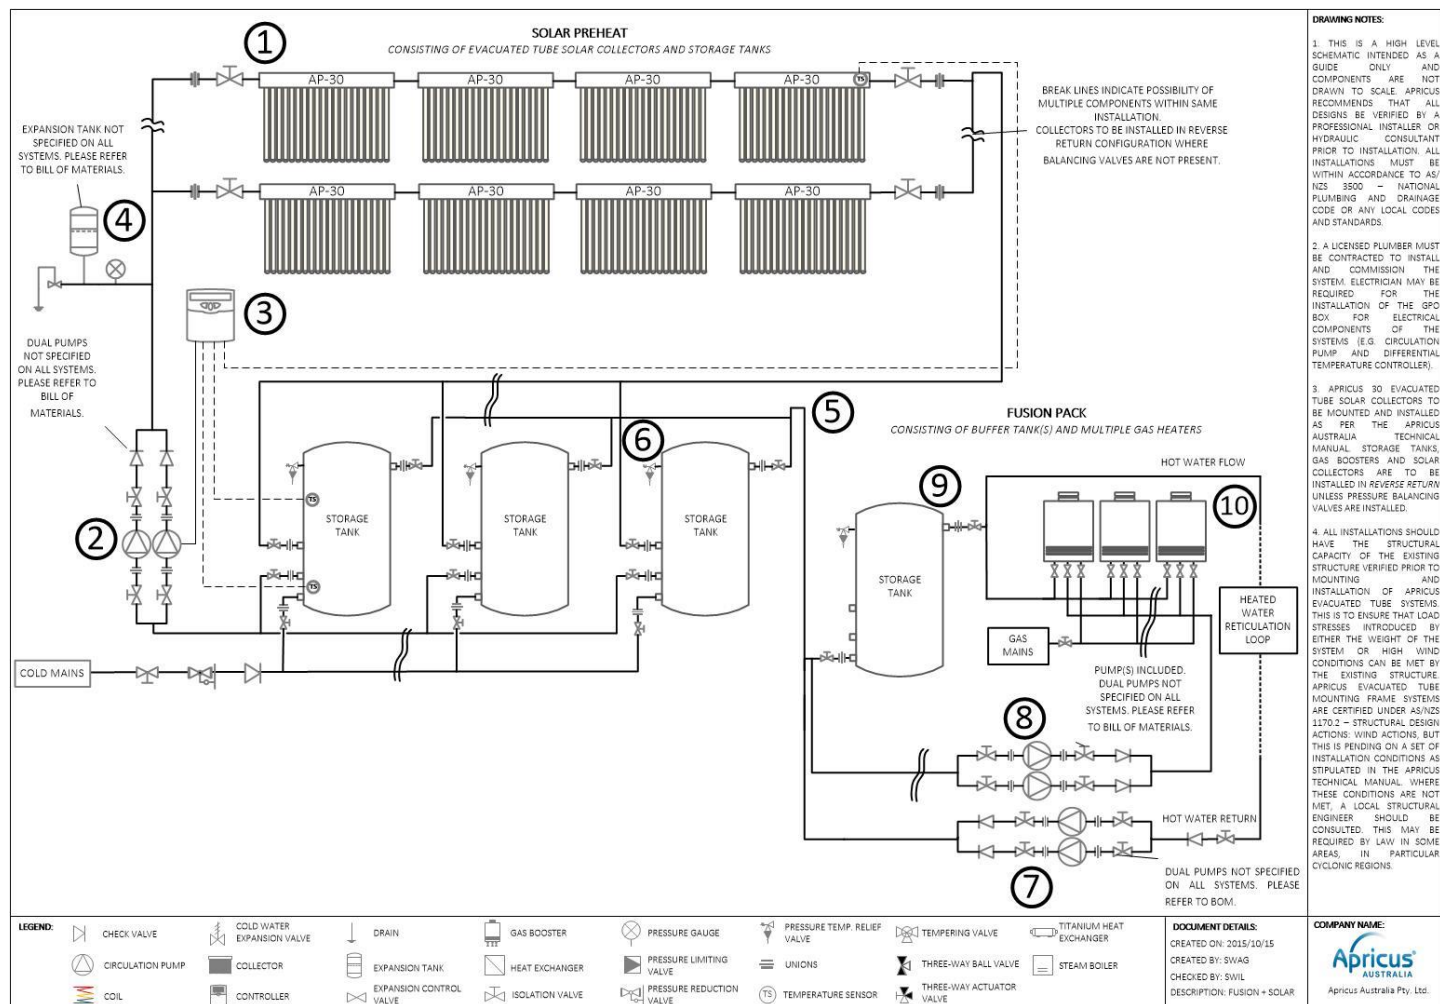 SOLAR PREHEAT
CONSISTING OF EVACUATED TUBE SOLAR COLLECTORS AND STORAGE TANKS
1
AP-30
AP-30
AP-30
AP-30
TS
BREAK LINES INDICATE POSSIBILITY OF
MULTIPLE COMPONENTS WITHIN SAME
INSTALLATION.
COLLECTORS TO BE INSTALLED IN REVERSE
RETURN CONFIGURATION WHERE
BALANCING VALVES ARE NOT PRESENT.
EXPANSION TANK NOT
SPECIFIED ON ALL
SYSTEMS. PLEASE REFER
TO BILL OF MATERIALS.
AP-30
AP-30
AP-30
AP-30
4
3
DUAL PUMPS
NOT SPECIFIED
ON ALL SYSTEMS.
PLEASE REFER TO
BILL OF
MATERIALS.
5
6
2
STORAGE
TANK
STORAGE
TANK
STORAGE
TANK
TS
TS
COLD MAINS
FUSION PACK
CONSISTING OF BUFFER TANK(S) AND MULTIPLE GAS HEATERS
HOT WATER FLOW
9
10
STORAGE
TANK
HEATED
WATER
RETICULATION
LOOP
GAS
MAINS
PUMP(S) INCLUDED.
DUAL PUMPS NOT
SPECIFIED ON ALL
SYSTEMS. PLEASE REFER
TO BILL OF MATERIALS.
8
HOT WATER RETURN
7
DUAL PUMPS NOT SPECIFIED
ON ALL SYSTEMS. PLEASE
REFER TO BOM.
DRAWING NOTES:
1. THIS IS A HIGH LEVEL
SCHEMATIC INTENDED AS A
GUIDE ONLY AND
COMPONENTS ARE NOT
DRAWN TO SCALE. APRICUS
RECOMMENDS THAT ALL
DESIGNS BE VERIFIED BY A
PROFESSIONAL INSTALLER OR
HYDRAULIC CONSULTANT
PRIOR TO INSTALLATION. ALL
INSTALLATIONS MUST BE
WITHIN ACCORDANCE TO AS/
NZS 3500 – NATIONAL
PLUMBING AND DRAINAGE
CODE OR ANY LOCAL CODES
AND STANDARDS.
2. A LICENSED PLUMBER MUST
BE CONTRACTED TO INSTALL
AND COMMISSION THE
SYSTEM. ELECTRICIAN MAY BE
REQUIRED FOR THE
INSTALLATION OF THE GPO
BOX FOR ELECTRICAL
COMPONENTS OF THE
SYSTEMS (E.G. CIRCULATION
PUMP AND DIFFERENTIAL
TEMPERATURE CONTROLLER).
3. APRICUS 30 EVACUATED
TUBE SOLAR COLLECTORS TO
BE MOUNTED AND INSTALLED
AS PER THE APRICUS
AUSTRALIA TECHNICAL
MANUAL. STORAGE TANKS,
GAS BOOSTERS AND SOLAR
COLLECTORS ARE TO BE
INSTALLED IN REVERSE RETURN
UNLESS PRESSURE BALANCING
VALVES ARE INSTALLED.
4. ALL INSTALLATIONS SHOULD
HAVE THE STRUCTURAL
CAPACITY OF THE EXISTING
STRUCTURE VERIFIED PRIOR TO
MOUNTING AND
INSTALLATION OF APRICUS
EVACUATED TUBE SYSTEMS.
THIS IS TO ENSURE THAT LOAD
STRESSES INTRODUCED BY
EITHER THE WEIGHT OF THE
SYSTEM OR HIGH WIND
CONDITIONS CAN BE MET BY
THE EXISTING STRUCTURE.
APRICUS EVACUATED TUBE
MOUNTING FRAME SYSTEMS
ARE CERTIFIED UNDER AS/NZS
1170.2 – STRUCTURAL DESIGN
ACTIONS: WIND ACTIONS, BUT
THIS IS PENDING ON A SET OF
INSTALLATION CONDITIONS AS
STIPULATED IN THE APRICUS
TECHNICAL MANUAL. WHERE
THESE CONDITIONS ARE NOT
MET, A LOCAL STRUCTURAL
ENGINEER SHOULD BE
CONSULTED. THIS MAY BE
REQUIRED BY LAW IN SOME
AREAS, IN PARTICULAR
CYCLONIC REGIONS.
LEGEND:
CHECK VALVE
CIRCULATION PUMP
COIL
COLD WATER
EXPANSION VALVE
COLLECTOR
CONTROLLER
DRAIN
EXPANSION TANK
EXPANSION CONTROL
VALVE
GAS BOOSTER
HEAT EXCHANGER
ISOLATION VALVE
PRESSURE GAUGE
PRESSURE LIMITING
VALVE
PRESSURE REDUCTION
VALVE
PRESSURE TEMP. RELIEF
VALVE
UNIONS
TS TEMPERATURE SENSOR
TEMPERING VALVE
THREE-WAY BALL VALVE
THREE-WAY ACTUATOR
VALVE
TITANIUM HEAT
EXCHANGER
STEAM BOILER
DOCUMENT DETAILS:
CREATED ON: 2015/10/15
CREATED BY: SWAG
CHECKED BY: SWIL
DESCRIPTION: FUSION + SOLAR
COMPANY NAME:
Apricus
AUSTRALIA
Apricus Australia Pty. Ltd.